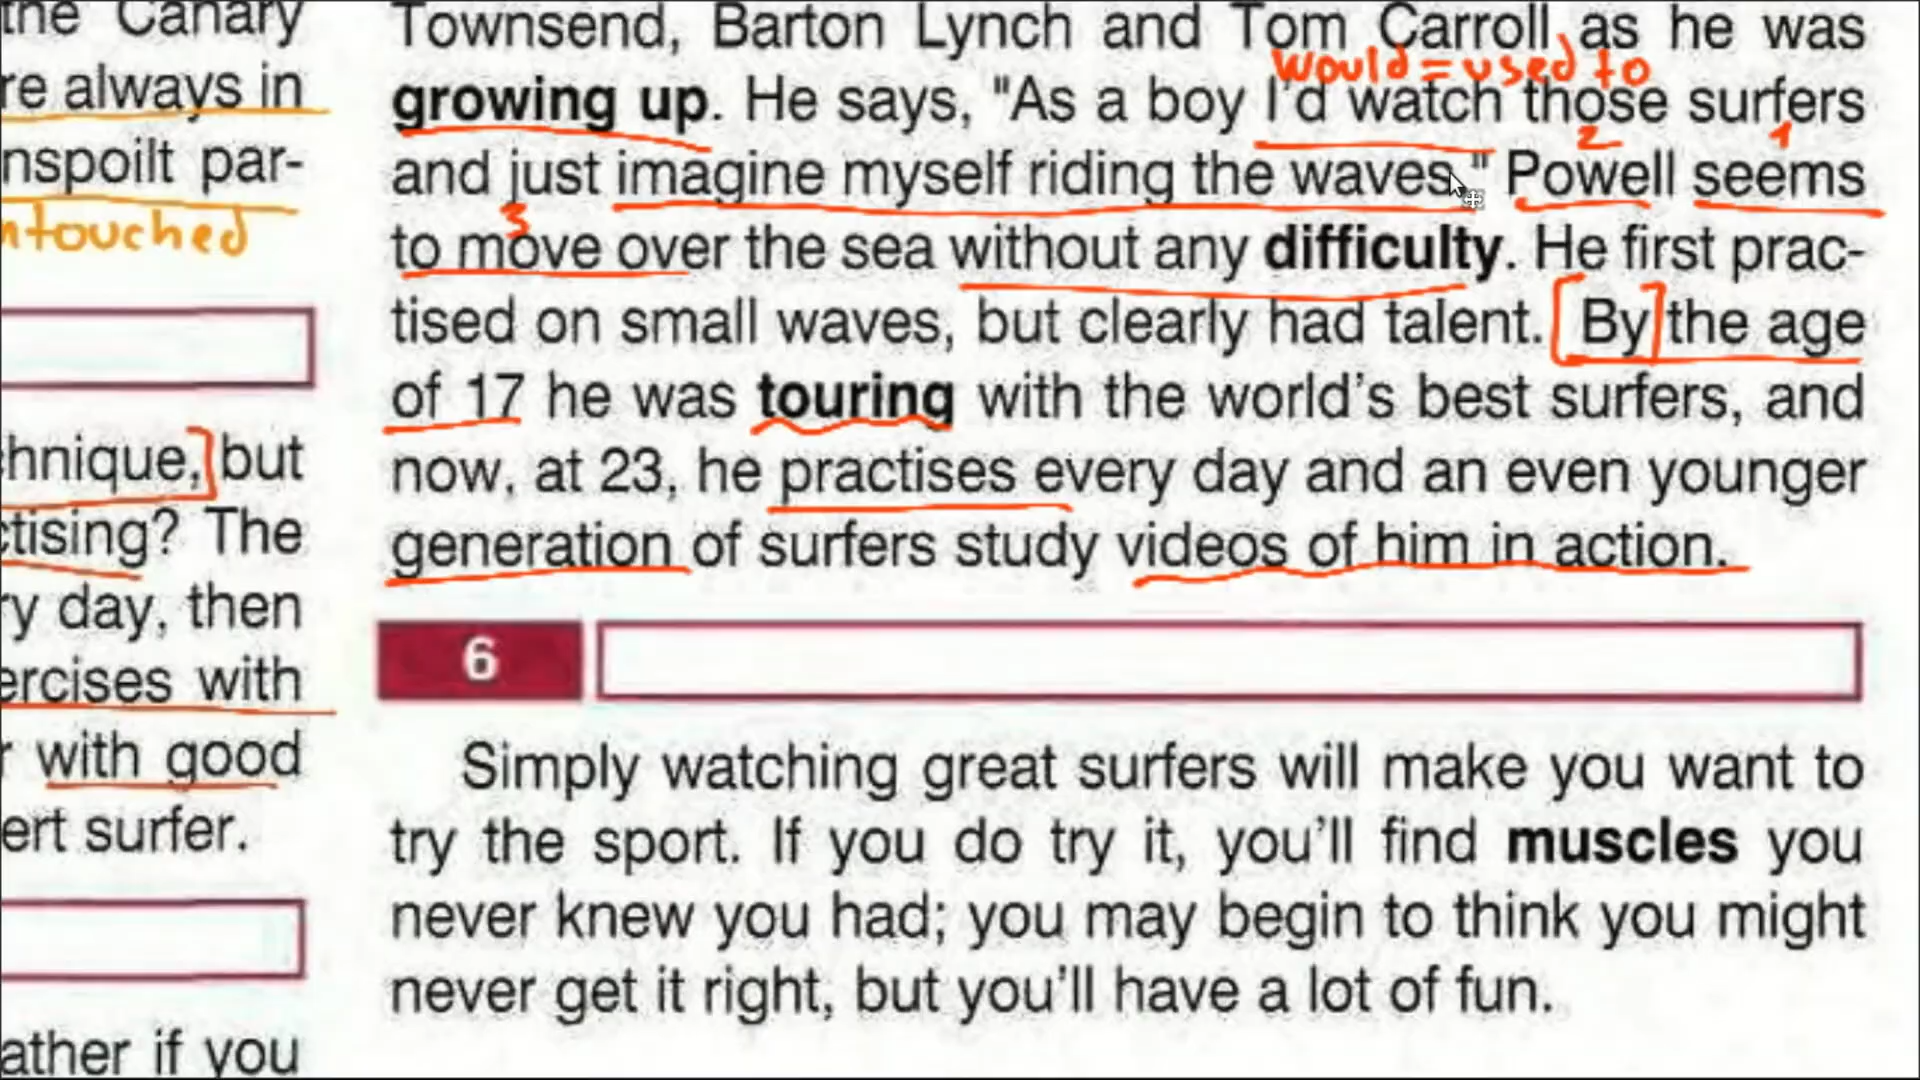 the Canary
re always in
nspoilt par-
ntouched
chnique, but
ctising? The
ry day, then
ercises with
r with good
ert surfer.
ather if you
Townsend, Barton Lynch and Tom Carroll, as he was
would = used to
growing up. He says, "As a boy I'd watch those surfers
2 1
and just imagine myself riding the waves." Powell seems
3
to move over the sea without any difficulty. He first prac-
tised on small waves, but clearly had talent. [By] the age
of 17 he was touring with the world's best surfers, and
now, at 23, he practises every day and an even younger
generation of surfers study videos of him in action.
6
Simply watching great surfers will make you want to
try the sport. If you do try it, you'll find muscles you
never knew you had; you may begin to think you might
never get it right, but you'll have a lot of fun.